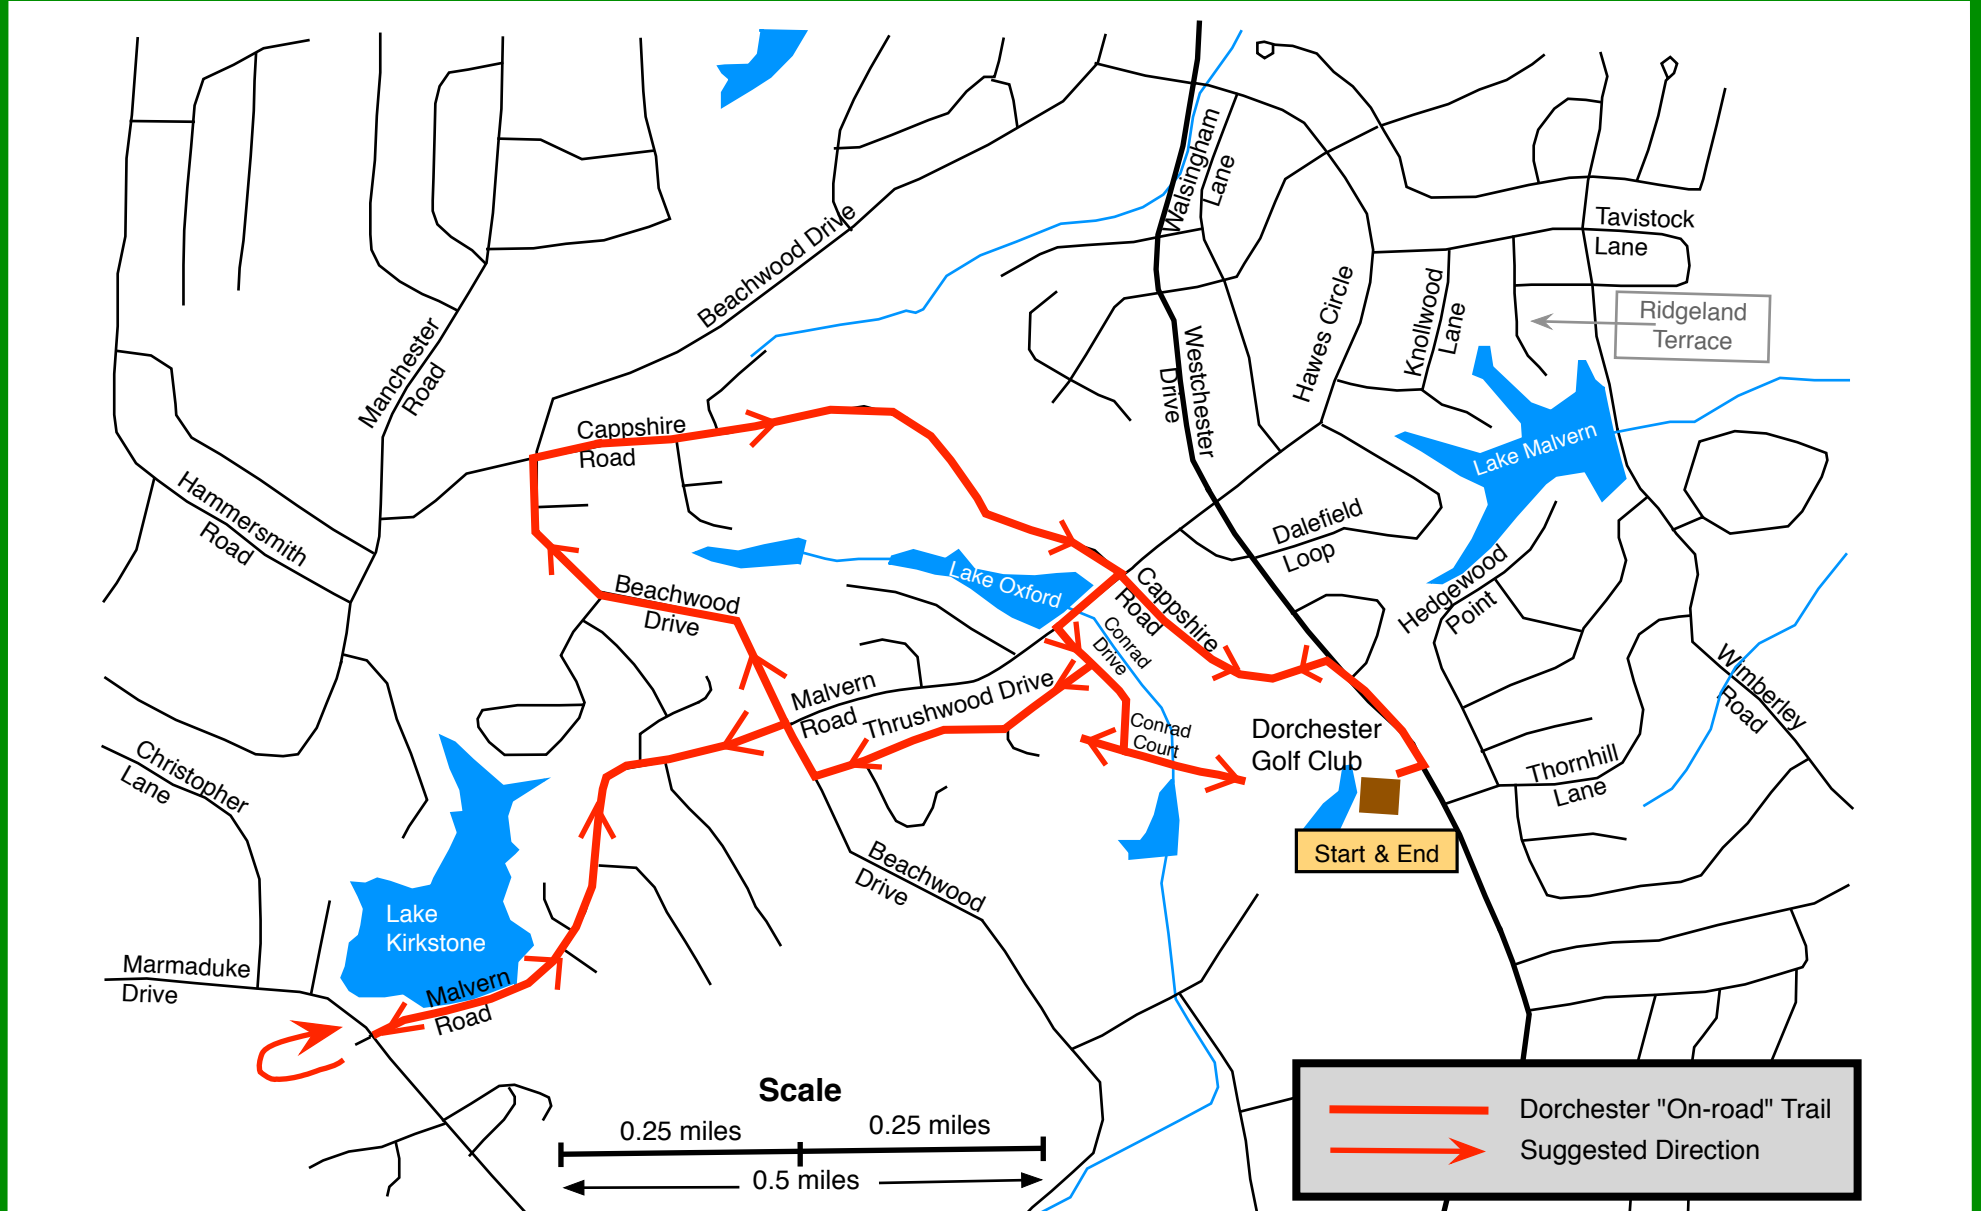 Walsingham
Lane
Tavistock
Lane
Beachwood Drive
Ridgeland
Terrace
Hawes Circle
Knollwood
Lane
Manchester
Road
Westchester
Drive
Cappshire
Road
Lake Malvern
Hammersmith
Road
Dalefield
Loop
Hedgewood
Point
Lake Oxford
Cappshire
Road
Beachwood
Drive
Conrad
Drive
Malvern
Road
Thrushwood Drive
Conrad
Court
Wimberley
Road
Dorchester
Golf Club
Christopher
Lane
Thornhill
Lane
Start & End
Beachwood
Drive
Lake
Kirkstone
Marmaduke
Drive
Malvern
Road
Scale
0.25 miles
0.25 miles
0.5 miles
Dorchester "On-road" Trail
Suggested Direction